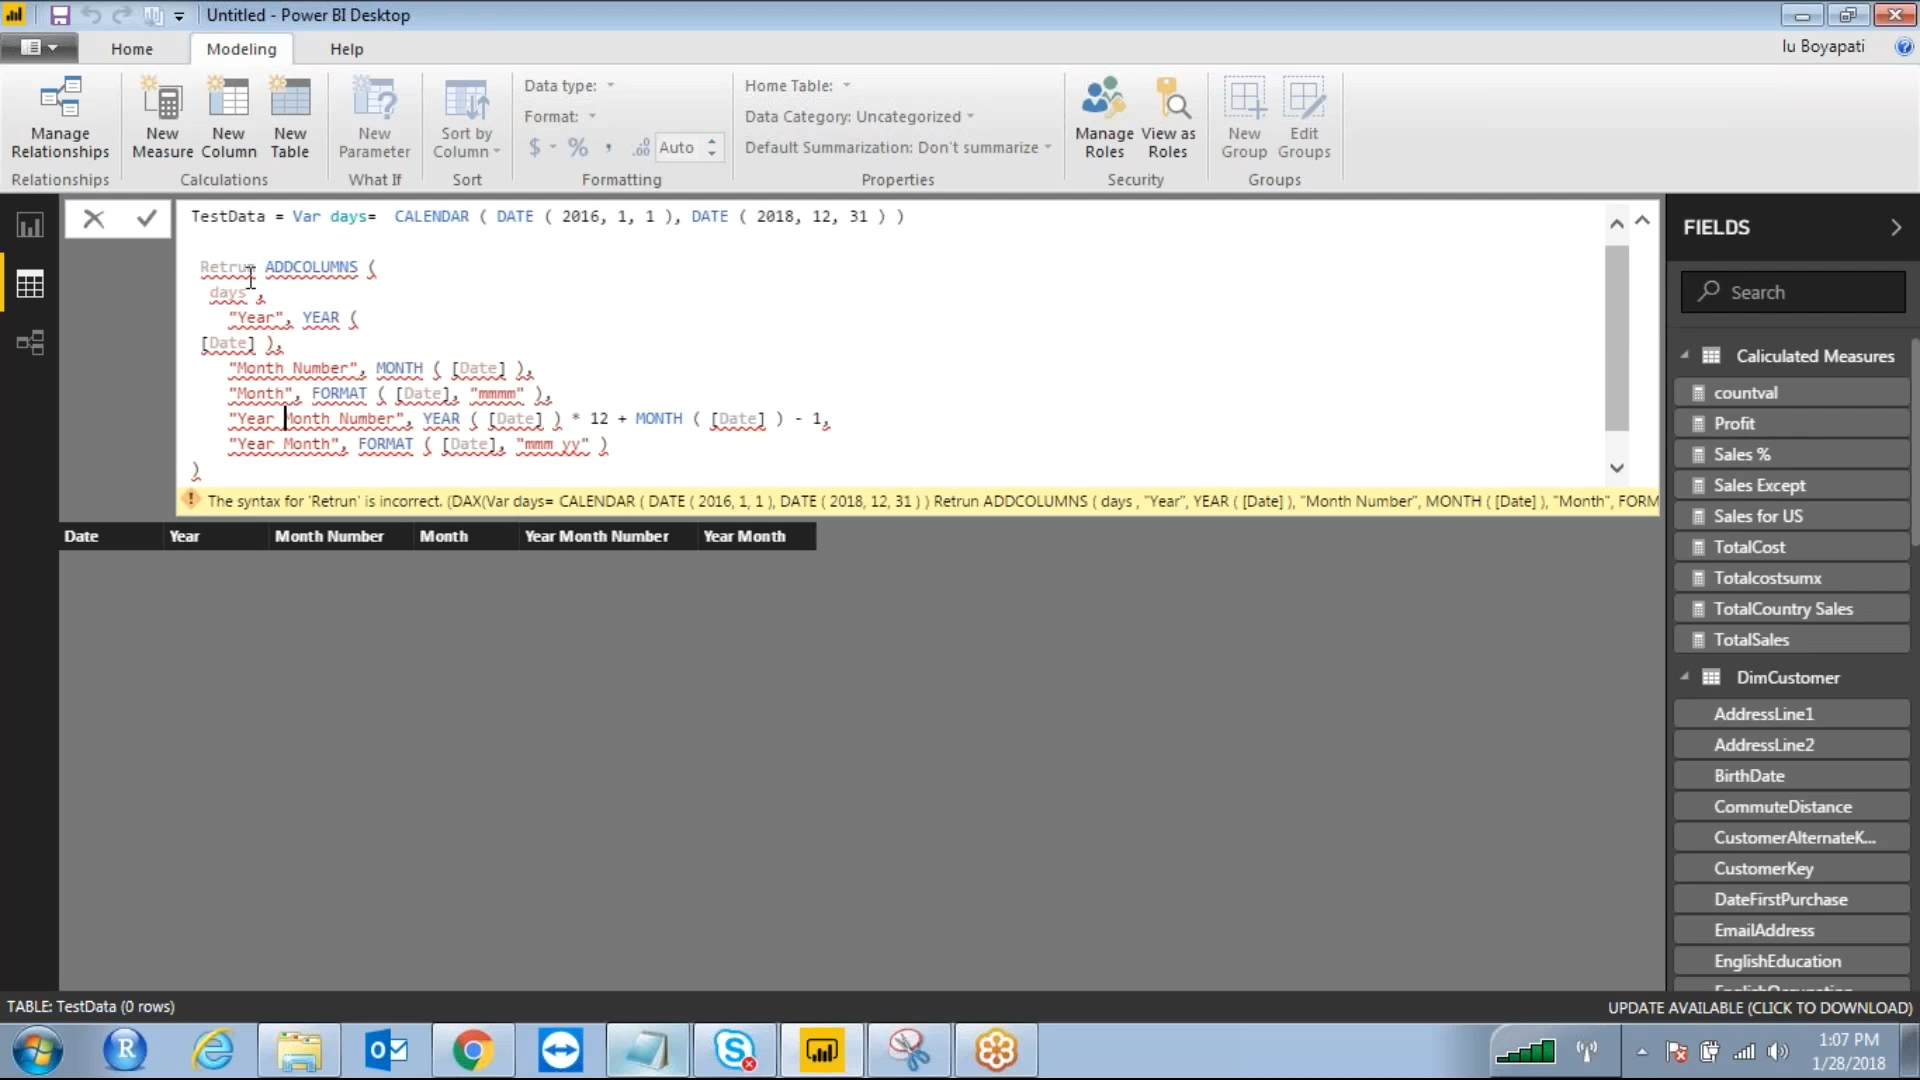 Untitled - Power BI Desktop
Home
Modeling
Help
lu Boyapati
Manage Relationships
New Measure
New Column
New Table
New Parameter
Sort by Column
Data type:
Format:
$ % , .00 Auto
Home Table:
Data Category: Uncategorized
Default Summarization: Don't summarize
Manage Roles
View as Roles
New Group
Edit Groups
Relationships
Calculations
What If
Sort
Formatting
Properties
Security
Groups
TestData = Var days= CALENDAR ( DATE ( 2016, 1, 1 ), DATE ( 2018, 12, 31 ) )
Retrun ADDCOLUMNS (
days ,
"Year", YEAR (
[Date] ),
"Month Number", MONTH ( [Date] ),
"Month", FORMAT ( [Date], "mmmm" ),
"Year Month Number", YEAR ( [Date] ) * 12 + MONTH ( [Date] ) - 1,
"Year Month", FORMAT ( [Date], "mmm yy" )
)
The syntax for 'Retrun' is incorrect. (DAX(Var days= CALENDAR ( DATE ( 2016, 1, 1 ), DATE ( 2018, 12, 31 ) ) Retrun ADDCOLUMNS ( days , "Year", YEAR ( [Date] ), "Month Number", MONTH ( [Date] ), "Month", FORM
Date Year Month Number Month Year Month Number Year Month
FIELDS
Search
Caliculated Measures
countval
Profit
Sales %
Sales Except
Sales for US
TotalCost
Totalcostsumx
TotalCountry Sales
TotalSales
DimCustomer
AddressLine1
AddressLine2
BirthDate
CommuteDistance
CustomerAlternateK...
CustomerKey
DateFirstPurchase
EmailAddress
EnglishEducation
TABLE: TestData (0 rows)
UPDATE AVAILABLE (CLICK TO DOWNLOAD)
1:07 PM
1/28/2018